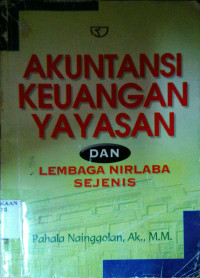 AKUNTANSI
KEUANGAN
YAYASAN
DAN
LEMBAGA NIRLABA
SEJENIS
Pahala Nainggolan, Ak., M.M.